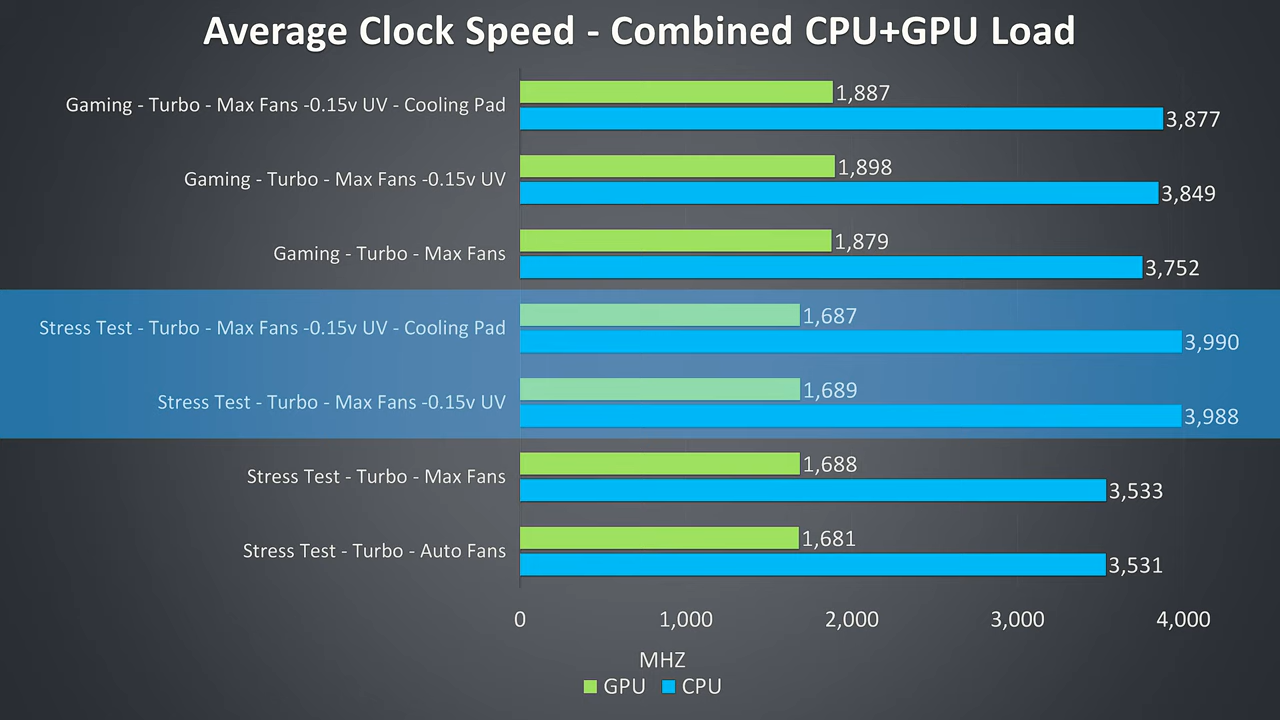 Average Clock Speed - Combined CPU+GPU Load
Gaming - Turbo - Max Fans -0.15v UV - Cooling Pad
1,887
3,877
Gaming - Turbo - Max Fans -0.15v UV
1,898
3,849
Gaming - Turbo - Max Fans
1,879
3,752
Stress Test - Turbo - Max Fans -0.15v UV - Cooling Pad
1,687
3,990
Stress Test - Turbo - Max Fans -0.15v UV
1,689
3,988
Stress Test - Turbo - Max Fans
1,688
3,533
Stress Test - Turbo - Auto Fans
1,681
3,531
0 1,000 2,000 3,000 4,000
MHZ
GPU CPU